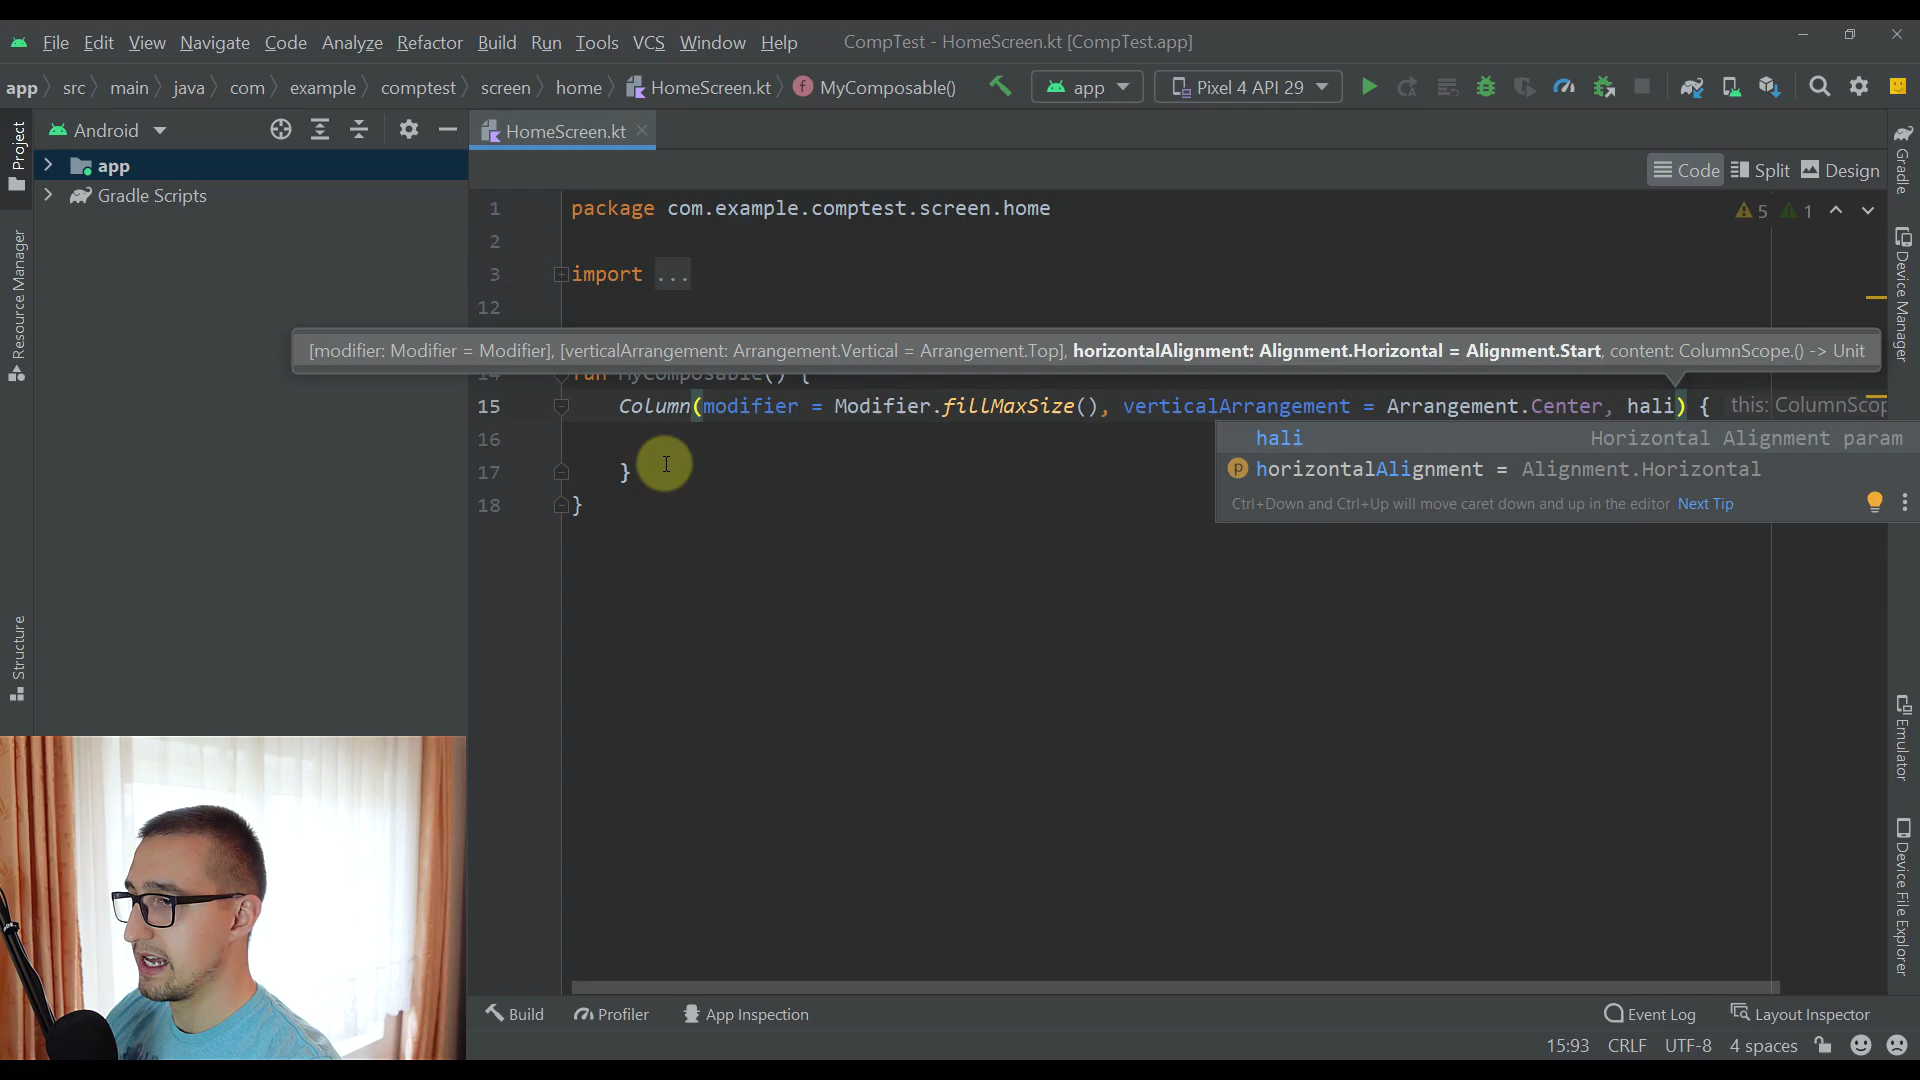 File Edit View Navigate Code Analyze Refactor Build Run Tools VCS Window Help CompTest - HomeScreen.kt [CompTest.app]
app src main java com example comptest screen home HomeScreen.kt MyComposable() app Pixel 4 API 29
Project
Resource Manager
Structure
Android
app
Gradle Scripts
HomeScreen.kt
Code Split Design
5 1
1 package com.example.comptest.screen.home
2
3 import ...
12
[modifier: Modifier = Modifier], [verticalArrangement: Arrangement.Vertical = Arrangement.Top], horizontalAlignment: Alignment.Horizontal = Alignment.Start, content: ColumnScope.() -> Unit
14 fun MyComposable() {
15 Column(modifier = Modifier.fillMaxSize(), verticalArrangement = Arrangement.Center, hali) { this: ColumnScop
16
17 }
18 }
hali Horizontal Alignment param
p horizontalAlignment = Alignment.Horizontal
Ctrl+Down and Ctrl+Up will move caret down and up in the editor Next Tip
Gradle
Device Manager
Emulator
Device File Explorer
Build Profiler App Inspection Event Log Layout Inspector
15:93 CRLF UTF-8 4 spaces